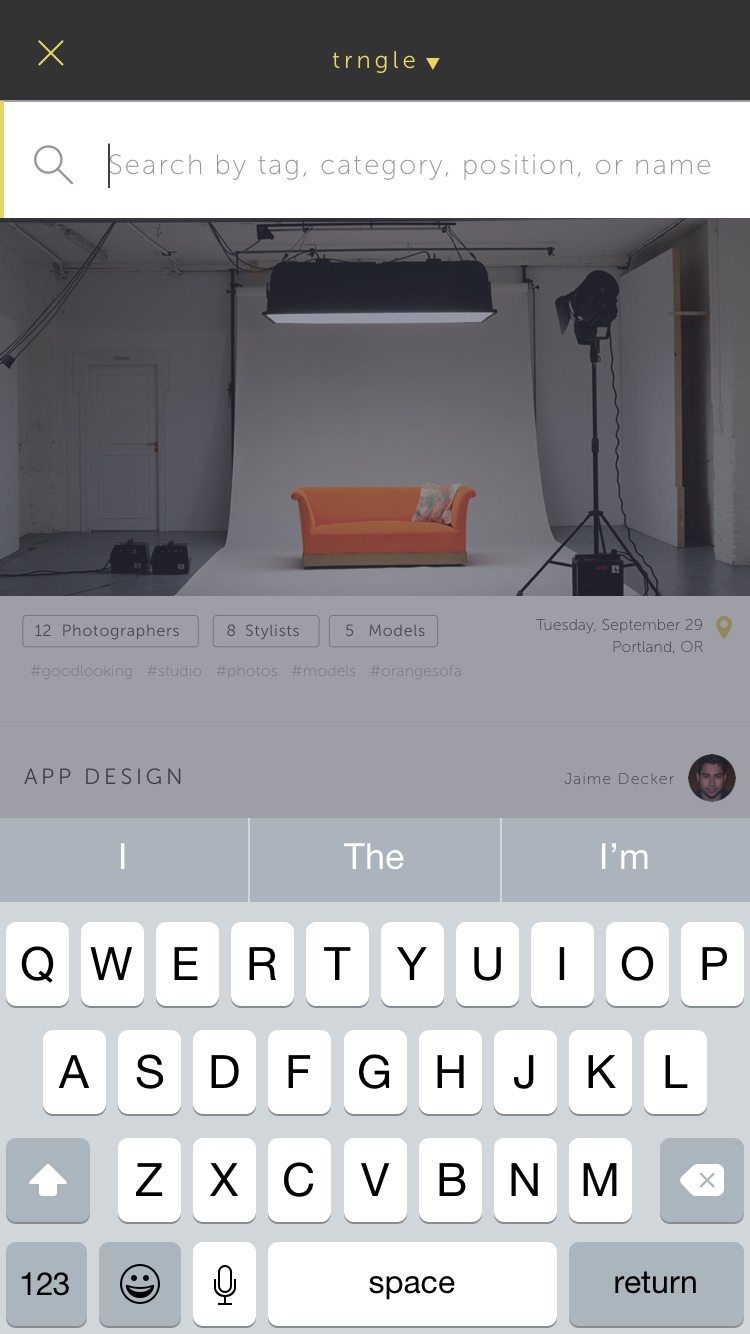 trngle
Search by tag, category, position, or name
12 Photographers 8 Stylists 5 Models
Tuesday, September 29
Portland, OR
#goodlooking #studio #photos #models #orangesofa
APP DESIGN
Jaime Decker
I The I'm
Q W E R T Y U I O P
A S D F G H J K L
Z X C V B N M
123 space return